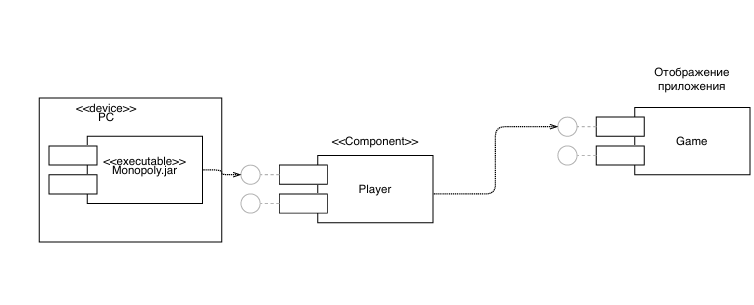 <<device>>
PC
<<executable>>
Monopoly.jar
<<Component>>
Player
Отображение
приложения
Game